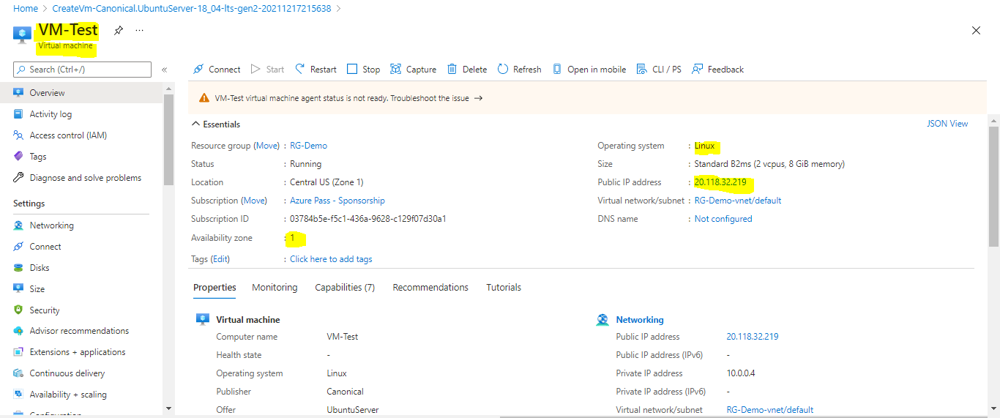 Home > CreateVm-Canonical.UbuntuServer-18_04-lts-gen2-20211217215638 >
VM-Test
Virtual machine
Search (Ctrl+/)
Overview
Activity log
Access control (IAM)
Tags
Diagnose and solve problems
Settings
Networking
Connect
Disks
Size
Security
Advisor recommendations
Extensions + applications
Continuous delivery
Availability + scaling
Configuration
Connect Start Restart Stop Capture Delete Refresh Open in mobile CLI / PS Feedback
VM-Test virtual machine agent status is not ready. Troubleshoot the issue →
Essentials
JSON View
Resource group (Move) : RG-Demo
Status : Running
Location : Central US (Zone 1)
Subscription (Move) : Azure Pass - Sponsorship
Subscription ID : 03784b5e-f5c1-436a-9628-c129f07d30a1
Availability zone : 1
Tags (Edit) : Click here to add tags
Operating system : Linux
Size : Standard B2ms (2 vcpus, 8 GiB memory)
Public IP address : 20.118.32.219
Virtual network/subnet : RG-Demo-vnet/default
DNS name : Not configured
Properties Monitoring Capabilities (7) Recommendations Tutorials
Virtual machine
Computer name VM-Test
Health state -
Operating system Linux
Publisher Canonical
Offer UbuntuServer
Networking
Public IP address 20.118.32.219
Public IP address (IPv6) -
Private IP address 10.0.0.4
Private IP address (IPv6) -
Virtual network/subnet RG-Demo-vnet/default